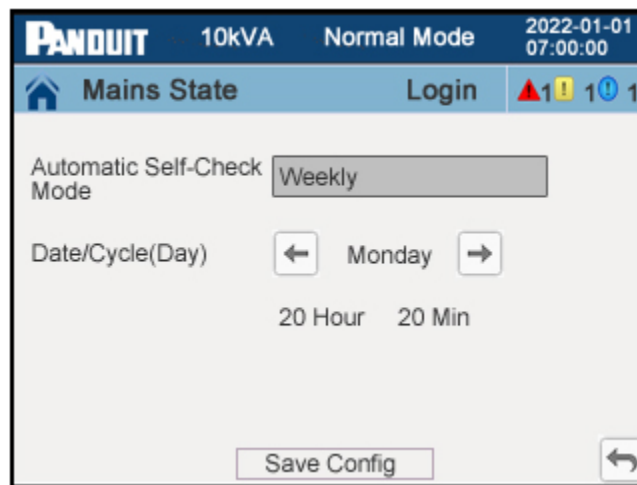 PANDUIT 10kVA Normal Mode 2022-01-01
07:00:00
Mains State Login 1 ! 1 ! 1
Automatic Self-Check
Mode
Weekly
Date/Cycle(Day) Monday
20 Hour 20 Min
Save Config